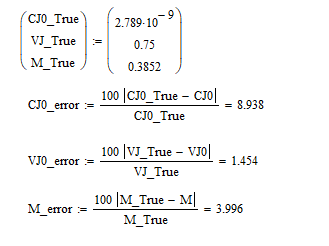 CJ0_True
VJ_True
M_True
:=
2.789·10^-9
0.75
0.3852
CJ0_error := 100 |CJ0_True − CJ0| / CJ0_True = 8.938
VJ0_error := 100 |VJ_True − VJ0| / VJ_True = 1.454
M_error := 100 |M_True − M| / M_True = 3.996